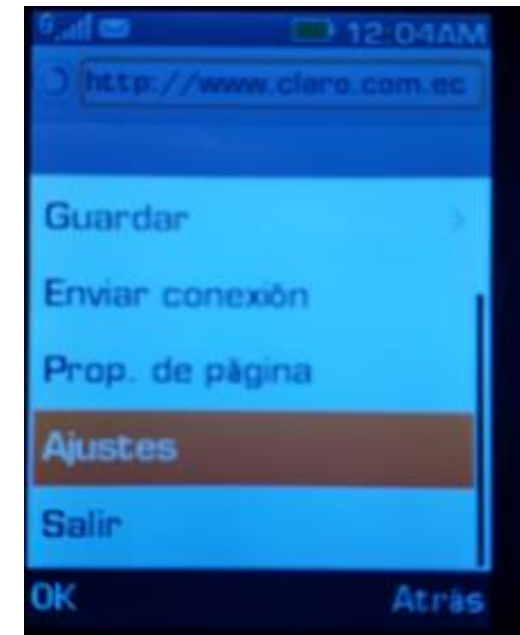 12:04AM
http://www.claro.com.ec
Guardar
Enviar conexión
Prop. de página
Ajustes
Salir
OK Atrás